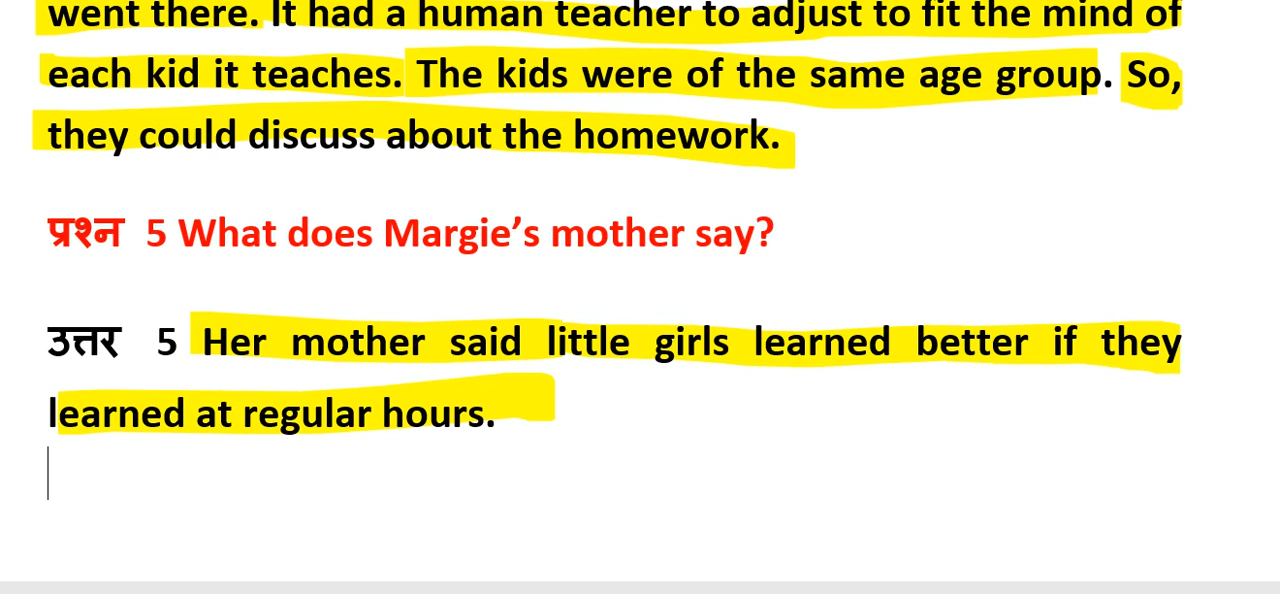 went there. It had a human teacher to adjust to fit the mind of
each kid it teaches. The kids were of the same age group. So,
they could discuss about the homework.
प्रश्न 5 What does Margie’s mother say?
उत्तर 5 Her mother said little girls learned better if they
learned at regular hours.